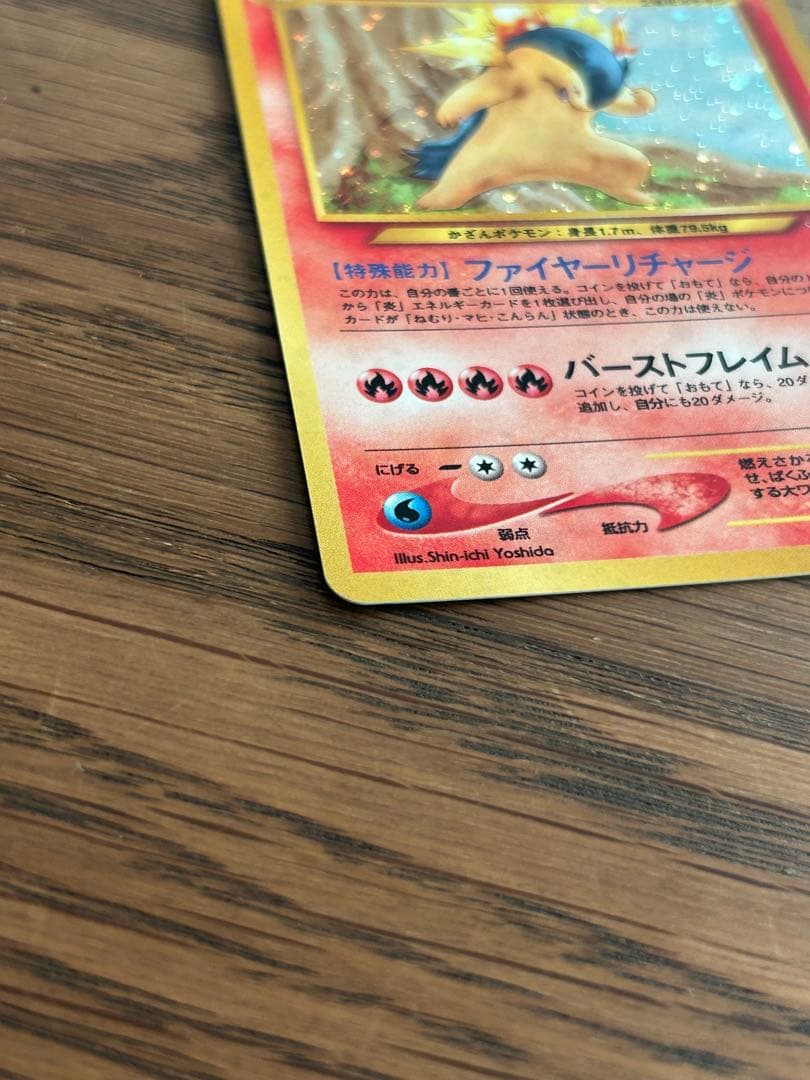 かざんポケモン：身長1.7m、体重79.5kg
【特殊能力】ファイヤーリチャージ
この力は、自分の番ごとに1回使える。コインを投げて「おもて」なら、自分の
から「炎」エネルギーカードを1枚選び出し、自分の場の「炎」ポケモンにつ
カードが「ねむり・マヒ・こんらん」状態のとき、この力は使えない。
バーストフレイム
コインを投げて「おもて」なら、20ダ
追加し、自分にも20ダメージ。
にげる
燃えさか
せ、ばくふ
する大ワ
弱点
抵抗力
Illus.Shin-ichi Yoshida